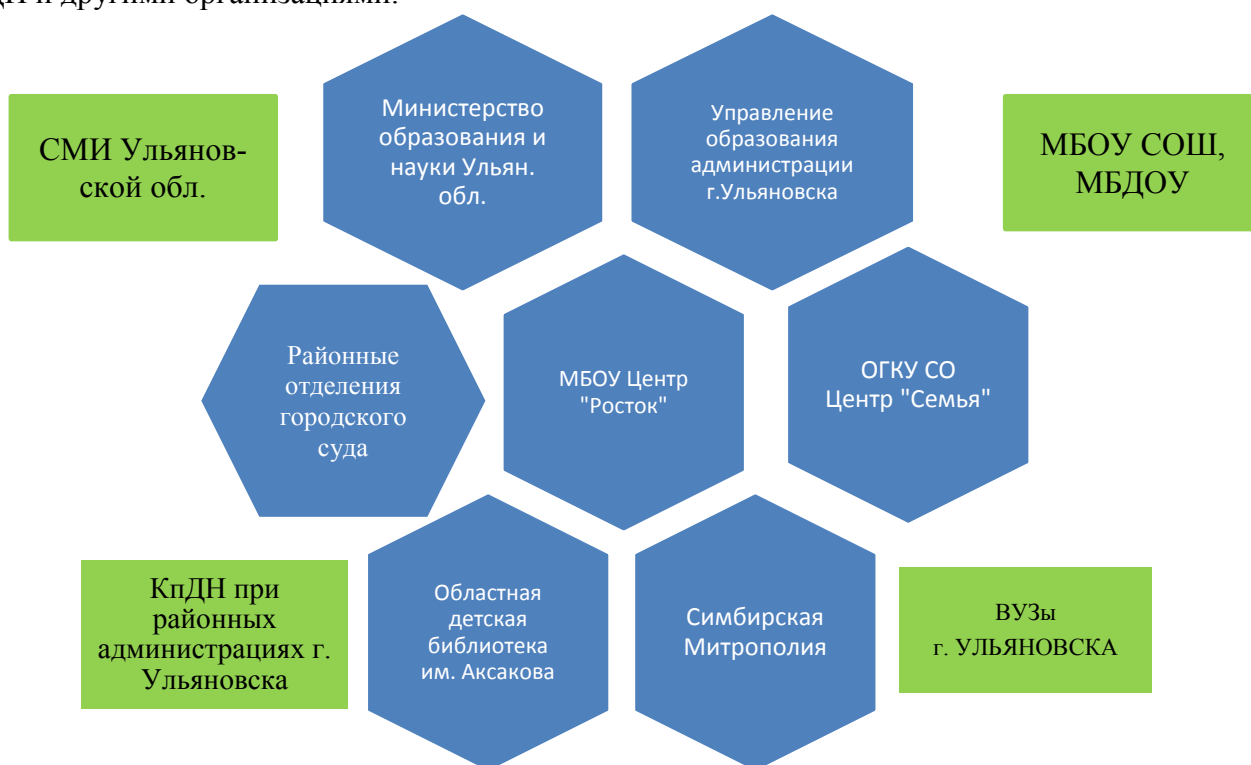 и другими организациями.
Министерство
образования и
науки Ульян.
обл.
Управление
образования
администрации
г.Ульяновска
СМИ Ульянов-
ской обл.
МБОУ СОШ,
МБДОУ
Районные
отделения
городского
суда
МБОУ Центр
"Росток"
ОГКУ СО
Центр "Семья"
КпДН при
районных
администрациях г.
Ульяновска
Областная
детская
библиотека
им. Аксакова
Симбирская
Митрополия
ВУЗы
г. УЛЬЯНОВСКА